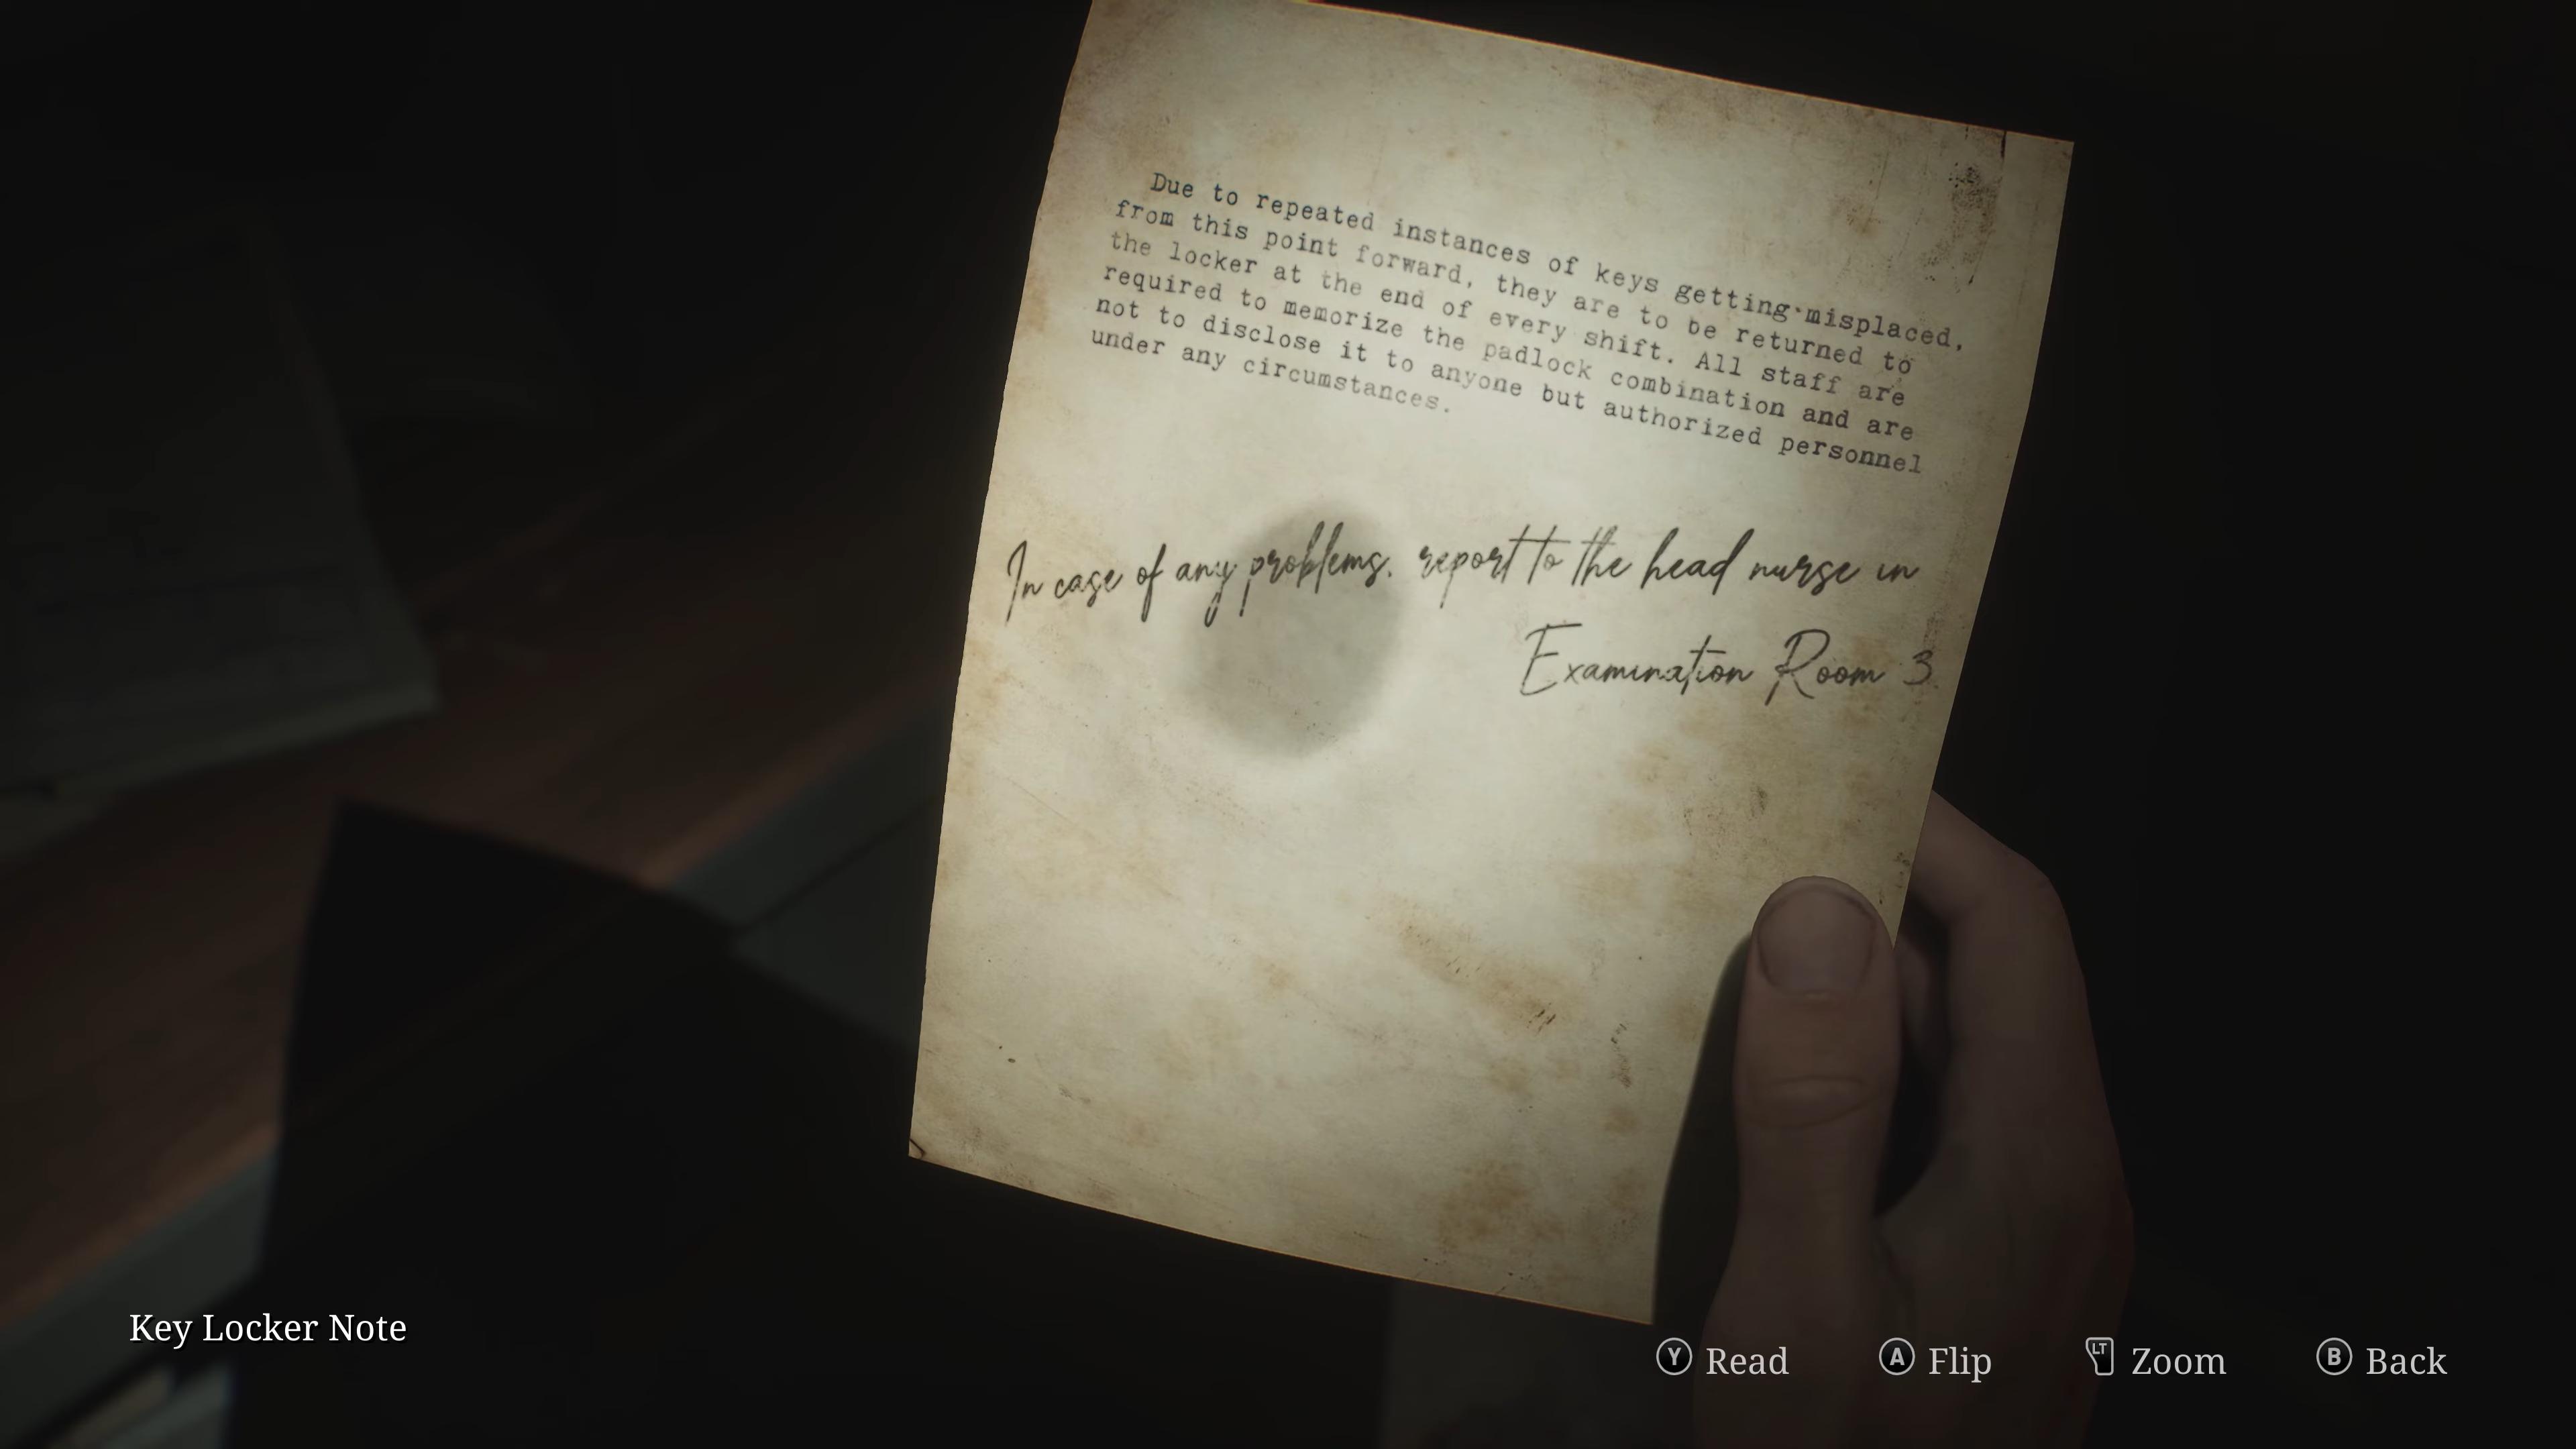 Due to repeated instances of keys getting misplaced,
from this point forward, they are to be returned to
the locker at the end of every shift. All staff are
required to memorize the padlock combination and are
not to disclose it to anyone but authorized personnel
under any circumstances.
In case of any problems, report to the head nurse in
Examination Room 3
Key Locker Note
Y Read A Flip LT Zoom B Back